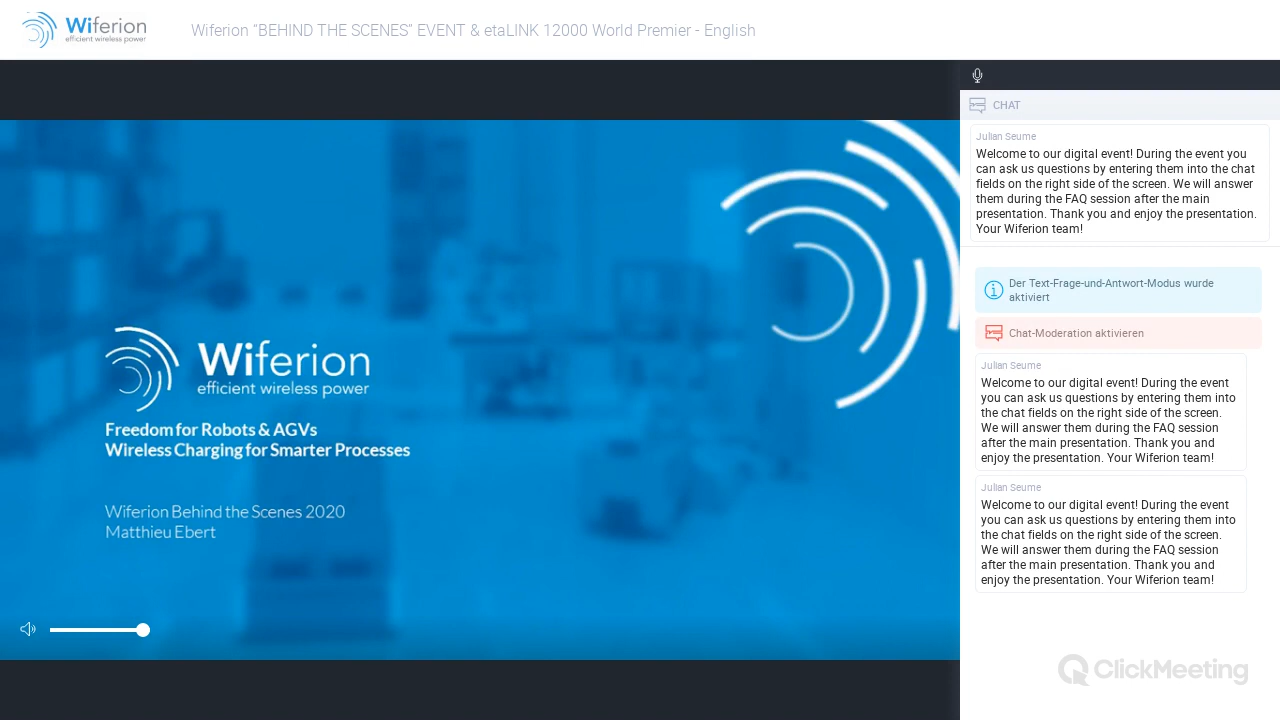 Wiferion
efficient wireless power
Wiferion “BEHIND THE SCENES” EVENT & etaLINK 12000 World Premier - English
Wiferion
efficient wireless power
Freedom for Robots & AGVs
Wireless Charging for Smarter Processes
Wiferion Behind the Scenes 2020
Matthieu Ebert
CHAT
Julian Seume
Welcome to our digital event! During the event you
can ask us questions by entering them into the chat
fields on the right side of the screen. We will answer
them during the FAQ session after the main
presentation. Thank you and enjoy the presentation.
Your Wiferion team!
Der Text-Frage-und-Antwort-Modus wurde
aktiviert
Chat-Moderation aktivieren
Julian Seume
Welcome to our digital event! During the event
you can ask us questions by entering them into
the chat fields on the right side of the screen.
We will answer them during the FAQ session
after the main presentation. Thank you and
enjoy the presentation. Your Wiferion team!
Julian Seume
Welcome to our digital event! During the event
you can ask us questions by entering them into
the chat fields on the right side of the screen.
We will answer them during the FAQ session
after the main presentation. Thank you and
enjoy the presentation. Your Wiferion team!
ClickMeeting